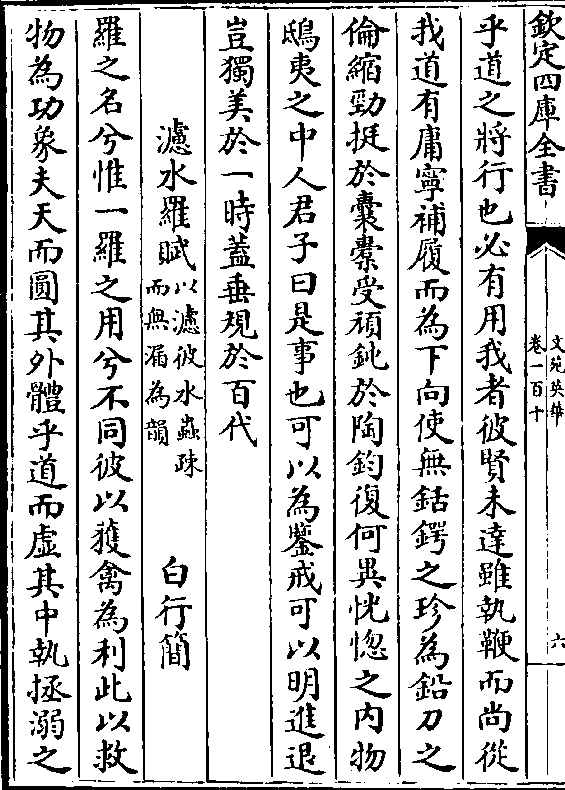 欽定四庫全書
文苑英華
卷一百十
六
乎道之將行也必有用我者彼賢未達雖執鞭而尚從
我道有庸寧補履而為下向使無銛鍔之珍為鉛刀之
倫縮勁挺於囊橐受頑鈍於陶鈞復何異恍惚之内物
鴟夷之中人君子曰是事也可以為鑒戒可以明進退
豈獨美於一時蓋垂規於百代
濾水羅賦以濾彼水蟲疎而無漏為韻
白行簡
羅之名兮惟一羅之用兮不同彼以獲禽為利此以救
物為功象夫天而圓其外體乎道而虛其中執拯溺之